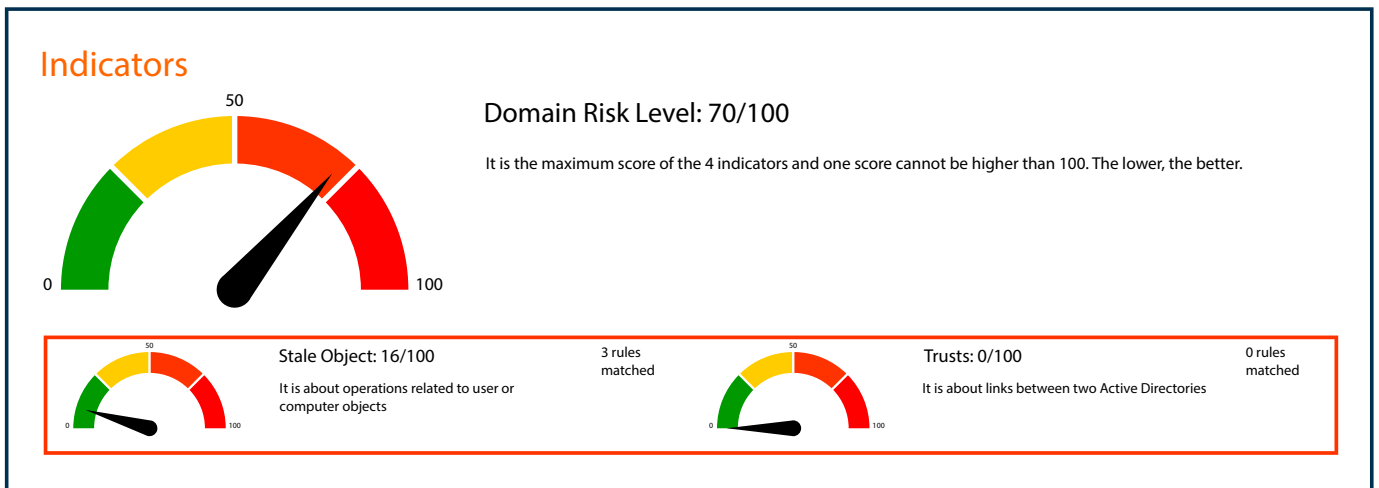 Indicators
50
0
100
Domain Risk Level: 70/100
It is the maximum score of the 4 indicators and one score cannot be higher than 100. The lower, the better.
50
0
100
Stale Object: 16/100
It is about operations related to user or
computer objects
3 rules
matched
50
0
100
Trusts: 0/100
It is about links between two Active Directories
0 rules
matched